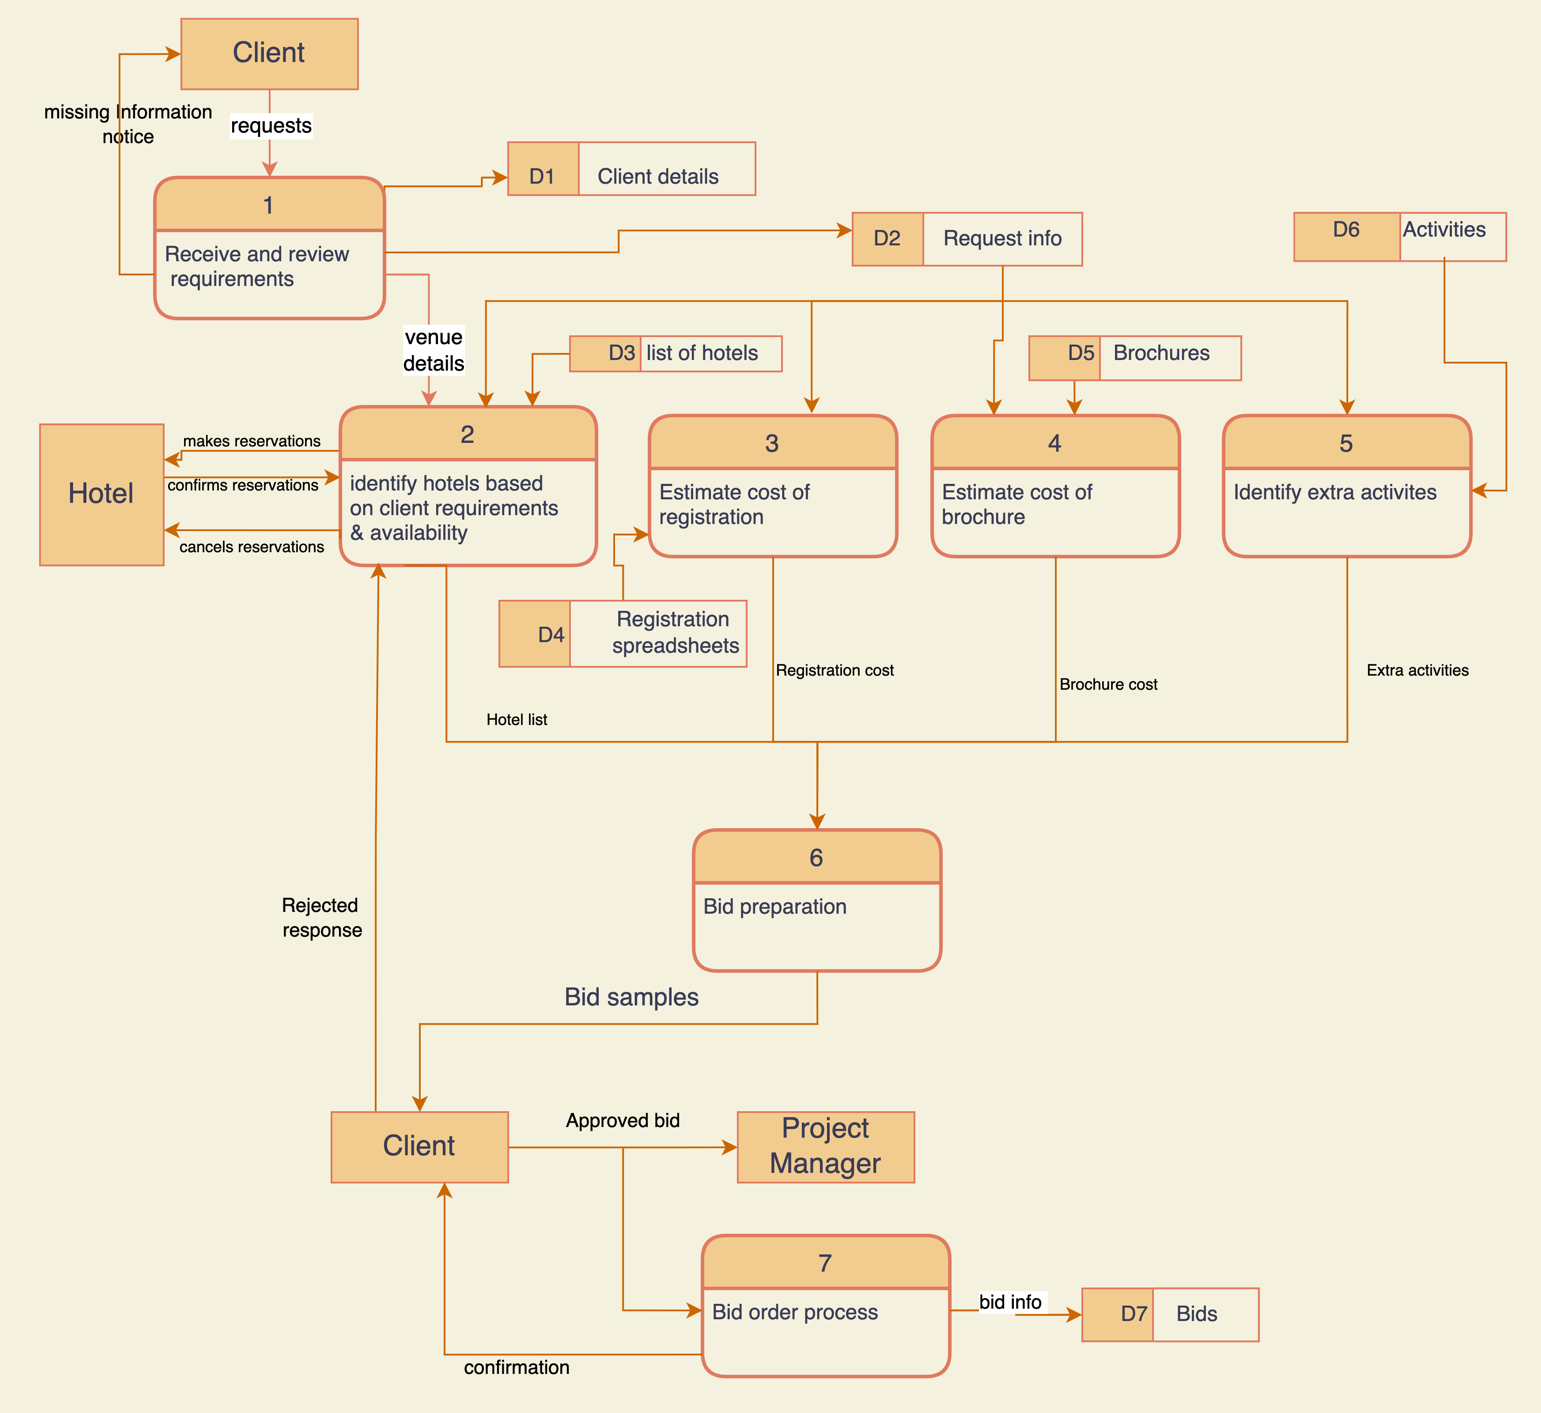 Client
missing Information
notice
requests
D1 Client details
1
Receive and review
requirements
D2 Request info
D6 Activities
venue
details
D3 list of hotels
D5 Brochures
2
identify hotels based
on client requirements
& availability
3
Estimate cost of
registration
4
Estimate cost of
brochure
5
Identify extra activites
Hotel
makes reservations
confirms reservations
cancels reservations
D4 Registration
spreadsheets
Registration cost
Brochure cost
Extra activities
Hotel list
6
Bid preparation
Rejected
response
Bid samples
Client
Approved bid
Project
Manager
7
Bid order process
bid info
D7 Bids
confirmation